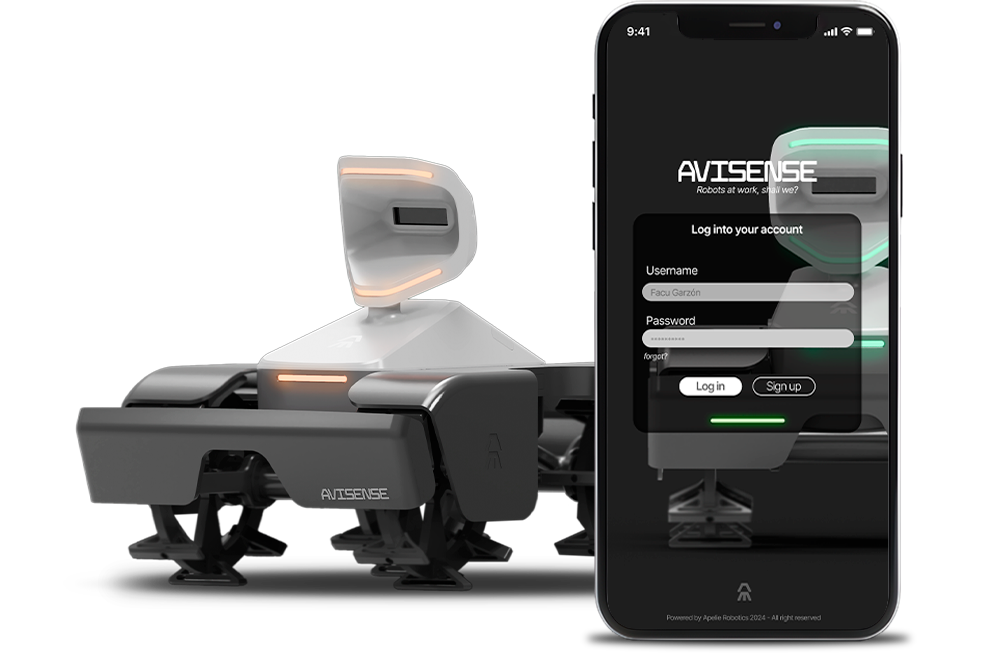 9:41
AVISENSE
Robots at work, shall we?
Log into your account
Username
Facu Garzón
Password
••••••••••
forgot?
Log in
Sign up
AVISENSE
Powered by Apelie Robotics 2024 - All right reserved